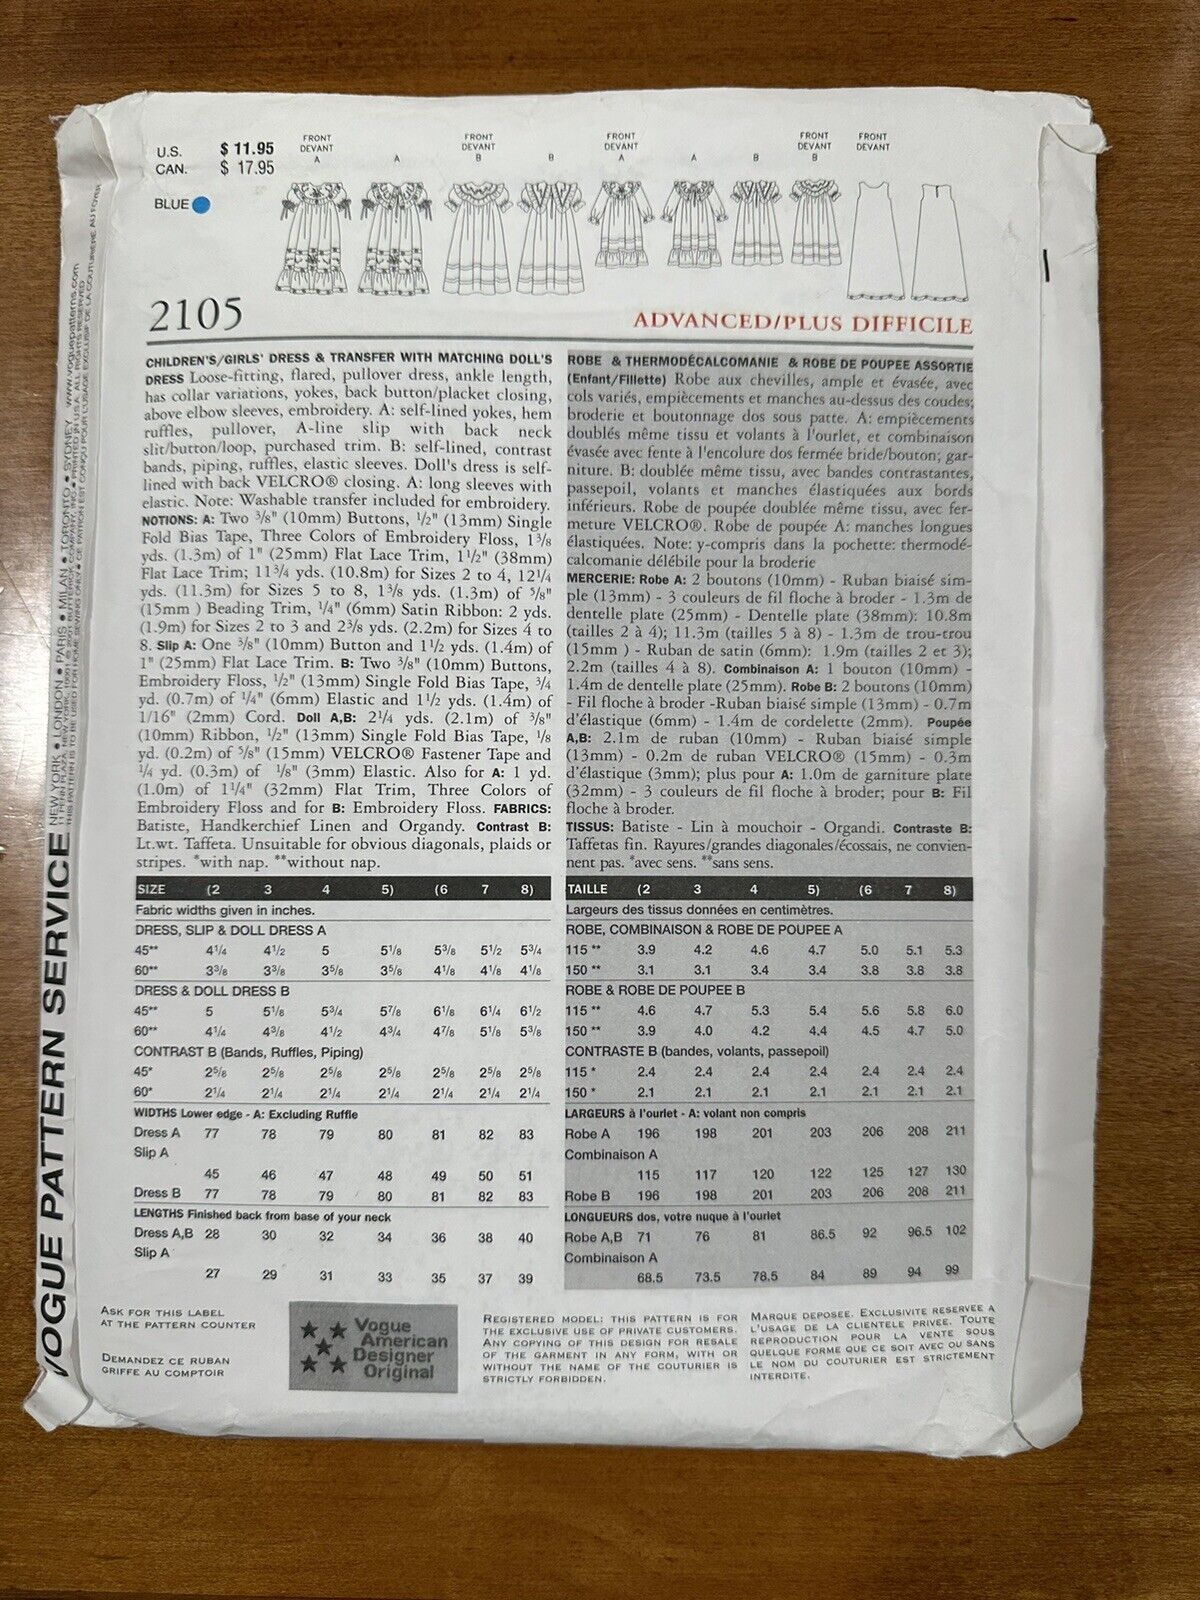 U.S. $ 11.95
CAN. $ 17.95
BLUE
FRONT DEVANT A
A
FRONT DEVANT B
B
FRONT DEVANT A
A
B
FRONT DEVANT B
FRONT DEVANT
2105
ADVANCED/PLUS DIFFICILE
CHILDREN'S/GIRLS' DRESS & TRANSFER WITH MATCHING DOLL'S
DRESS Loose-fitting, flared, pullover dress, ankle length,
has collar variations, yokes, back button/placket closing,
above elbow sleeves, embroidery. A: self-lined yokes, hem
ruffles, pullover, A-line slip with back neck
slit/button/loop, purchased trim. B: self-lined, contrast
bands, piping, ruffles, elastic sleeves. Doll's dress is self-
lined with back VELCRO® closing. A: long sleeves with
elastic. Note: Washable transfer included for embroidery.
NOTIONS: A: Two 3/8" (10mm) Buttons, 1/2" (13mm) Single
Fold Bias Tape, Three Colors of Embroidery Floss, 1 3/8
yds. (1.3m) of 1" (25mm) Flat Lace Trim, 1 1/2" (38mm)
Flat Lace Trim; 11 3/4 yds. (10.8m) for Sizes 2 to 4, 12 1/4
yds. (11.3m) for Sizes 5 to 8, 1 3/8 yds. (1.3m) of 5/8"
(15mm ) Beading Trim, 1/4" (6mm) Satin Ribbon: 2 yds.
(1.9m) for Sizes 2 to 3 and 2 3/8 yds. (2.2m) for Sizes 4 to
8. Slip A: One 3/8" (10mm) Button and 1 1/2 yds. (1.4m) of
1" (25mm) Flat Lace Trim. B: Two 3/8" (10mm) Buttons,
Embroidery Floss, 1/2" (13mm) Single Fold Bias Tape, 3/4
yd. (0.7m) of 1/4" (6mm) Elastic and 1 1/2 yds. (1.4m) of
1/16" (2mm) Cord. Doll A,B: 2 1/4 yds. (2.1m) of 3/8"
(10mm) Ribbon, 1/2" (13mm) Single Fold Bias Tape, 1/8
yd. (0.2m) of 5/8" (15mm) VELCRO® Fastener Tape and
1/4 yd. (0.3m) of 1/8" (3mm) Elastic. Also for A: 1 yd.
(1.0m) of 1 1/4" (32mm) Flat Trim, Three Colors of
Embroidery Floss and for B: Embroidery Floss. FABRICS:
Batiste, Handkerchief Linen and Organdy. Contrast B:
Lt.wt. Taffeta. Unsuitable for obvious diagonals, plaids or
stripes. *with nap. **without nap.
SIZE (2 3 4 5) (6 7 8)
Fabric widths given in inches.
DRESS, SLIP & DOLL DRESS A
45** 4 1/4 4 1/2 5 5 1/8 5 3/8 5 1/2 5 3/4
60** 3 3/8 3 3/8 3 5/8 3 5/8 4 1/8 4 1/8 4 1/8
DRESS & DOLL DRESS B
45** 5 5 1/8 5 3/4 5 7/8 6 1/8 6 1/4 6 1/2
60** 4 1/4 4 3/8 4 1/2 4 3/4 4 7/8 5 1/8 5 3/8
CONTRAST B (Bands, Ruffles, Piping)
45* 2 5/8 2 5/8 2 5/8 2 5/8 2 5/8 2 5/8 2 5/8
60* 2 1/4 2 1/4 2 1/4 2 1/4 2 1/4 2 1/4 2 1/4
WIDTHS Lower edge - A: Excluding Ruffle
Dress A 77 78 79 80 81 82 83
Slip A
45 46 47 48 49 50 51
Dress B 77 78 79 80 81 82 83
LENGTHS Finished back from base of your neck
Dress A,B 28 30 32 34 36 38 40
Slip A
27 29 31 33 35 37 39
ROBE & THERMODÉCALCOMANIE & ROBE DE POUPEE ASSORTIE
(Enfant/Fillette) Robe aux chevilles, ample et évasée, avec
cols variés, empiècements et manches au-dessus des coudes;
broderie et boutonnage dos sous patte. A: empiècements
doublés même tissu et volants à l'ourlet, et combinaison
évasée avec fente à l'encolure dos fermée bride/bouton; gar-
niture. B: doublée même tissu, avec bandes contrastantes,
passepoil, volants et manches élastiquées aux bords
inférieurs. Robe de poupée doublée même tissu, avec fer-
meture VELCRO®. Robe de poupée A: manches longues
élastiquées. Note: y-compris dans la pochette: thermodé-
calcomanie délébile pour la broderie
MERCERIE: Robe A: 2 boutons (10mm) - Ruban biaisé sim-
ple (13mm) - 3 couleurs de fil floche à broder - 1.3m de
dentelle plate (25mm) - Dentelle plate (38mm): 10.8m
(tailles 2 à 4); 11.3m (tailles 5 à 8) - 1.3m de trou-trou
(15mm ) - Ruban de satin (6mm): 1.9m (tailles 2 et 3);
2.2m (tailles 4 à 8). Combinaison A: 1 bouton (10mm) -
1.4m de dentelle plate (25mm). Robe B: 2 boutons (10mm)
- Fil floche à broder -Ruban biaisé simple (13mm) - 0.7m
d'élastique (6mm) - 1.4m de cordelette (2mm). Poupée
A,B: 2.1m de ruban (10mm) - Ruban biaisé simple
(13mm) - 0.2m de ruban VELCRO® (15mm) - 0.3m
d'élastique (3mm); plus pour A: 1.0m de garniture plate
(32mm) - 3 couleurs de fil floche à broder; pour B: Fil
floche à broder.
TISSUS: Batiste - Lin à mouchoir - Organdi. Contraste B:
Taffetas fin. Rayures/grandes diagonales/écossais, ne convien-
nent pas. *avec sens. **sans sens.
TAILLE (2 3 4 5) (6 7 8)
Largeurs des tissus données en centimètres.
ROBE, COMBINAISON & ROBE DE POUPEE A
115 ** 3.9 4.2 4.6 4.7 5.0 5.1 5.3
150 ** 3.1 3.1 3.4 3.4 3.8 3.8 3.8
ROBE & ROBE DE POUPEE B
115 ** 4.6 4.7 5.3 5.4 5.6 5.8 6.0
150 ** 3.9 4.0 4.2 4.4 4.5 4.7 5.0
CONTRASTE B (bandes, volants, passepoil)
115 * 2.4 2.4 2.4 2.4 2.4 2.4 2.4
150 * 2.1 2.1 2.1 2.1 2.1 2.1 2.1
LARGEURS à l'ourlet - A: volant non compris
Robe A 196 198 201 203 206 208 211
Combinaison A
115 117 120 122 125 127 130
Robe B 196 198 201 203 206 208 211
LONGUEURS dos, votre nuque à l'ourlet
Robe A,B 71 76 81 86.5 92 96.5 102
Combinaison A
68.5 73.5 78.5 84 89 94 99
ASK FOR THIS LABEL
AT THE PATTERN COUNTER
DEMANDEZ CE RUBAN
GRIFFE AU COMPTOIR
Vogue
American
Designer
Original
REGISTERED MODEL: THIS PATTERN IS FOR
THE EXCLUSIVE USE OF PRIVATE CUSTOMERS.
ANY COPYING OF THIS DESIGN FOR RESALE
OF THE GARMENT IN ANY FORM, WITH OR
WITHOUT THE NAME OF THE COUTURIER IS
STRICTLY FORBIDDEN.
MARQUE DEPOSEE. EXCLUSIVITE RESERVEE A
L'USAGE DE LA CLIENTELE PRIVEE. TOUTE
REPRODUCTION POUR LA VENTE SOUS
QUELQUE FORME QUE CE SOIT AVEC OU SANS
LE NOM DU COUTURIER EST STRICTEMENT
INTERDITE.
VOGUE PATTERN SERVICE
NEW YORK • LONDON • PARIS • MILAN • TORONTO • SYDNEY www.voguepatterns.com